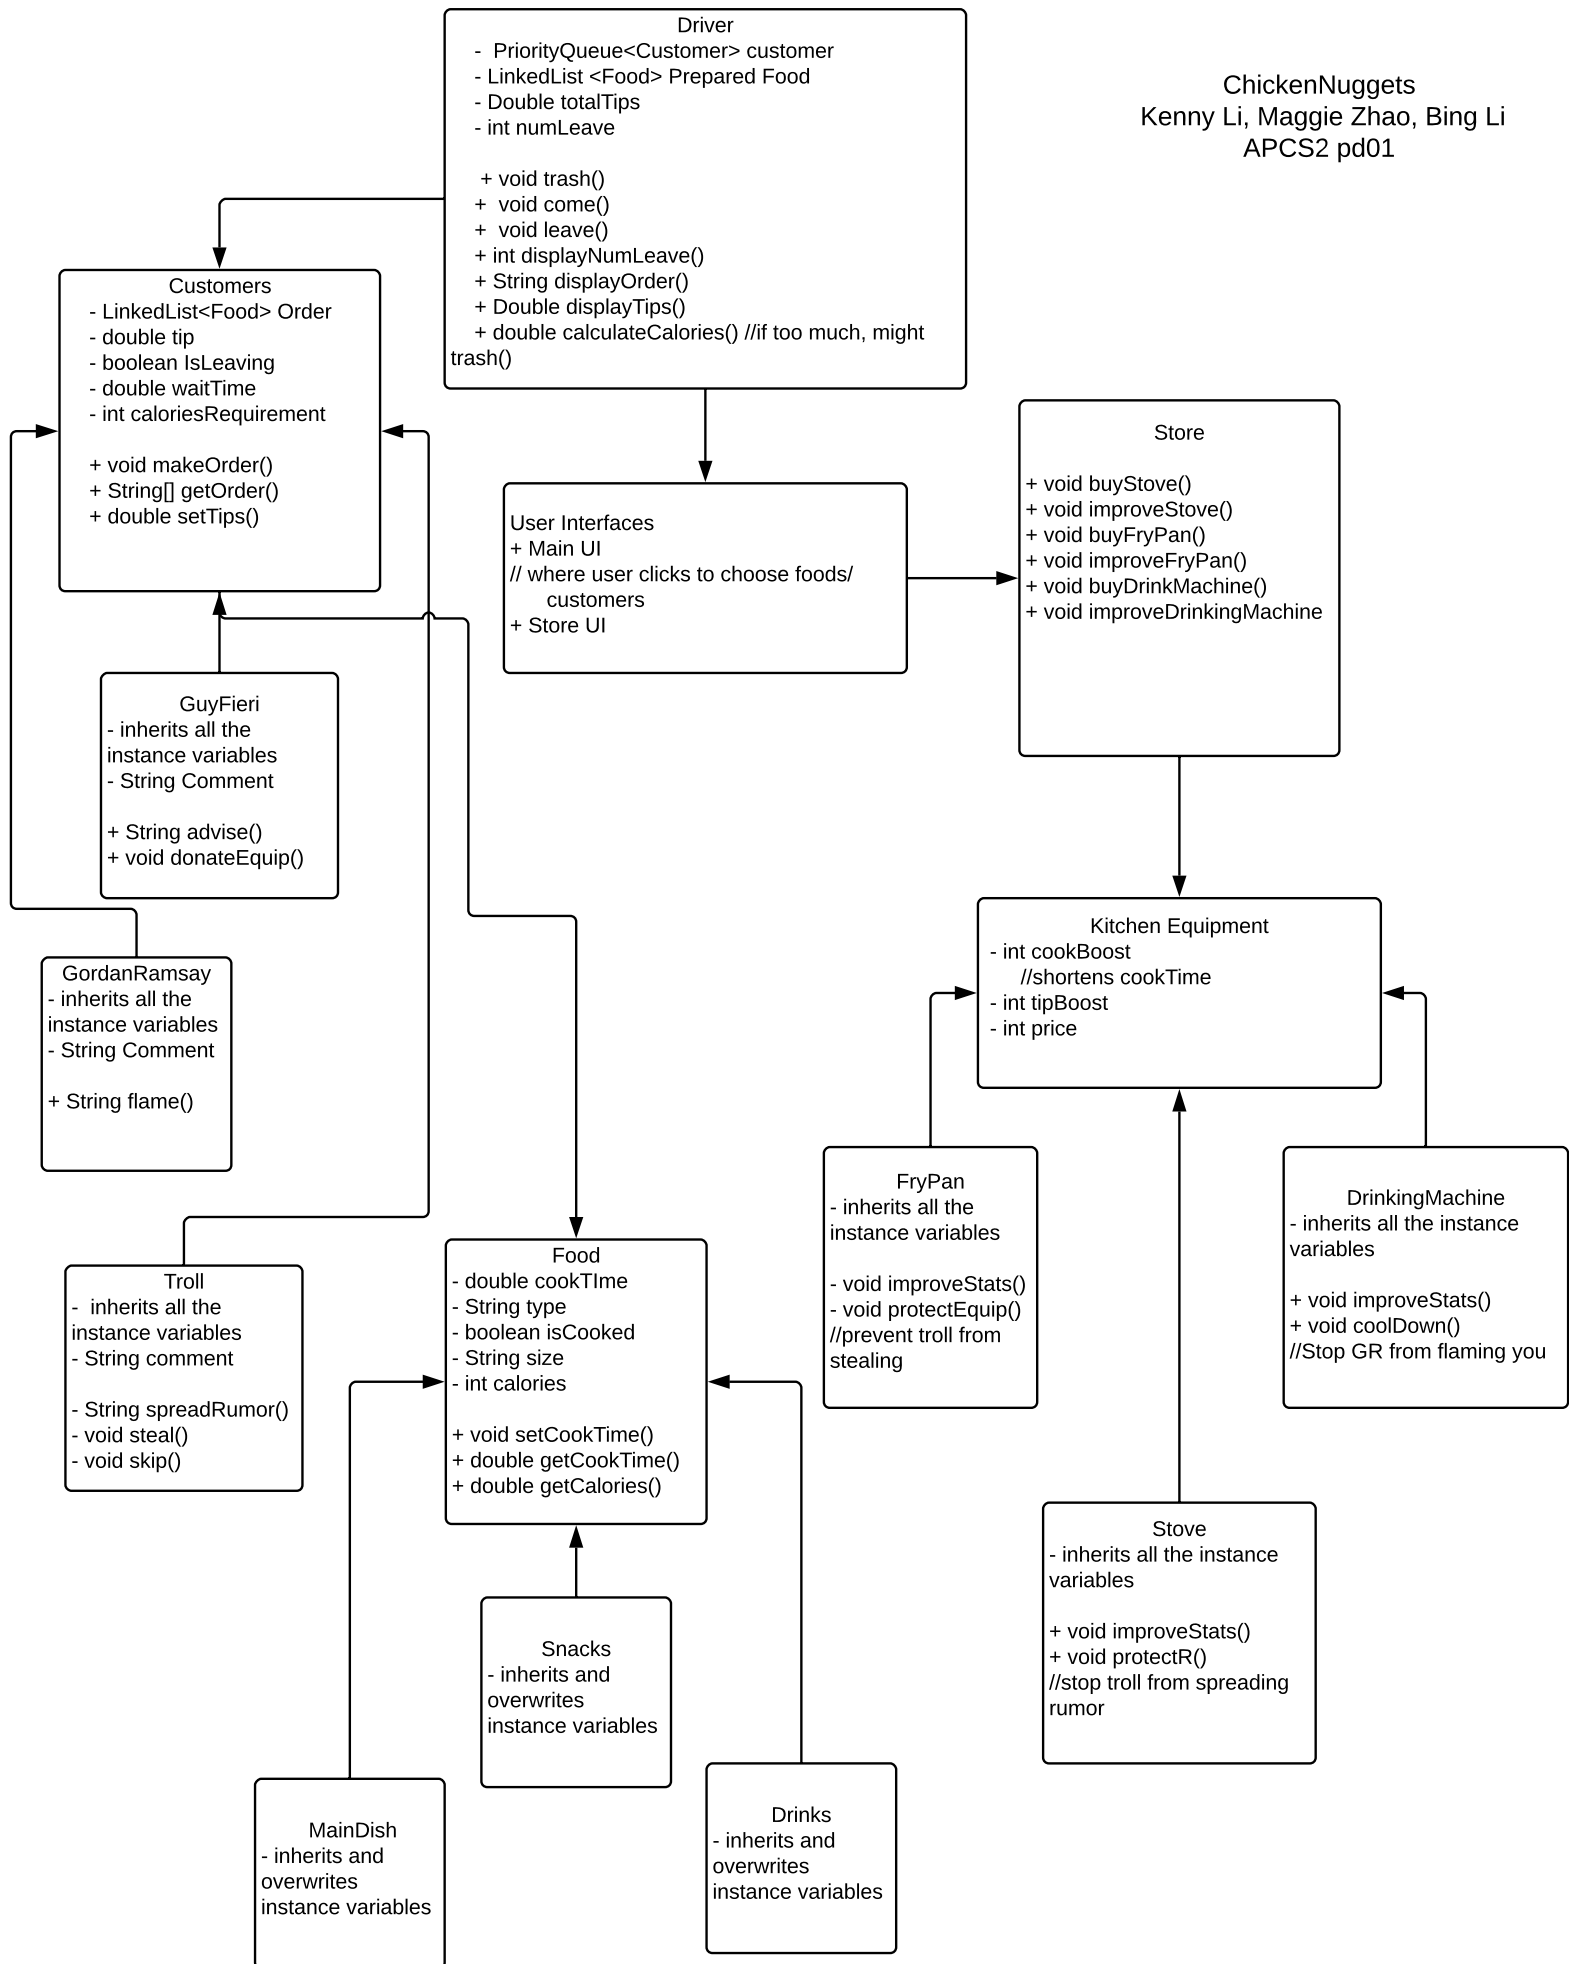 Driver
- PriorityQueue<Customer> customer
- LinkedList <Food> Prepared Food
- Double totalTips
- int numLeave
+ void trash()
+ void come()
+ void leave()
+ int displayNumLeave()
+ String displayOrder()
+ Double displayTips()
+ double calculateCalories() //if too much, might
trash()
ChickenNuggets
Kenny Li, Maggie Zhao, Bing Li
APCS2 pd01
Customers
- LinkedList<Food> Order
- double tip
- boolean IsLeaving
- double waitTime
- int caloriesRequirement
+ void makeOrder()
+ String[] getOrder()
+ double setTips()
User Interfaces
+ Main UI
// where user clicks to choose foods/
customers
+ Store UI
Store
+ void buyStove()
+ void improveStove()
+ void buyFryPan()
+ void improveFryPan()
+ void buyDrinkMachine()
+ void improveDrinkingMachine
GuyFieri
- inherits all the
instance variables
- String Comment
+ String advise()
+ void donateEquip()
GordanRamsay
- inherits all the
instance variables
- String Comment
+ String flame()
Kitchen Equipment
- int cookBoost
//shortens cookTime
- int tipBoost
- int price
FryPan
- inherits all the
instance variables
- void improveStats()
- void protectEquip()
//prevent troll from
stealing
DrinkingMachine
- inherits all the instance
variables
+ void improveStats()
+ void coolDown()
//Stop GR from flaming you
Troll
- inherits all the
instance variables
- String comment
- String spreadRumor()
- void steal()
- void skip()
Food
- double cookTIme
- String type
- boolean isCooked
- String size
- int calories
+ void setCookTime()
+ double getCookTime()
+ double getCalories()
Stove
- inherits all the instance
variables
+ void improveStats()
+ void protectR()
//stop troll from spreading
rumor
Snacks
- inherits and
overwrites
instance variables
MainDish
- inherits and
overwrites
instance variables
Drinks
- inherits and
overwrites
instance variables